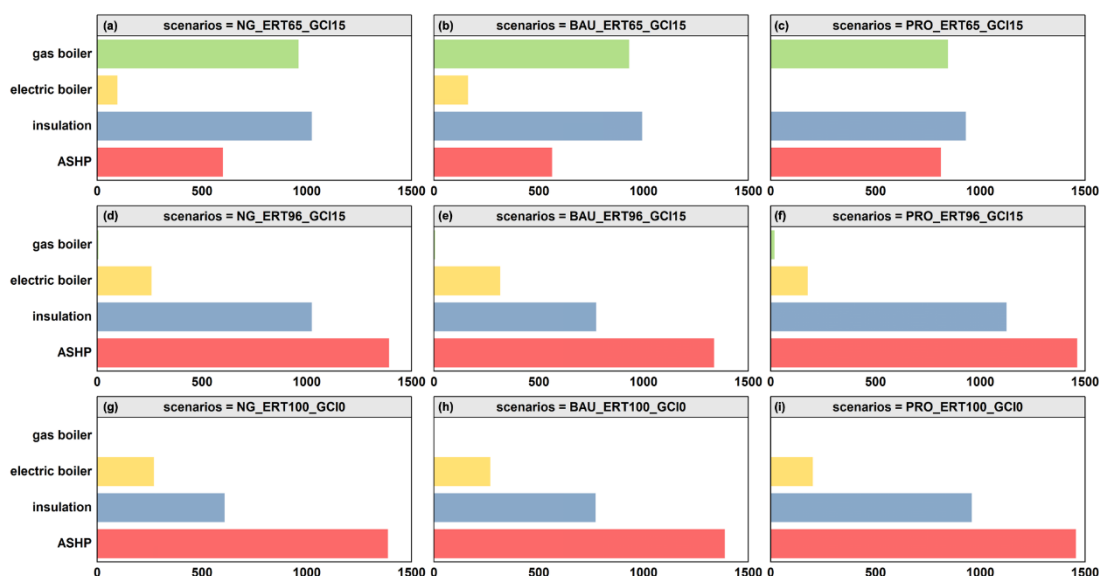 (a) scenarios = NG_ERT65_GCI15
(b) scenarios = BAU_ERT65_GCI15
(c) scenarios = PRO_ERT65_GCI15
gas boiler
electric boiler
insulation
ASHP
0 500 1000 1500
0 500 1000 1500
0 500 1000 1500
(d) scenarios = NG_ERT96_GCI15
(e) scenarios = BAU_ERT96_GCI15
(f) scenarios = PRO_ERT96_GCI15
gas boiler
electric boiler
insulation
ASHP
0 500 1000 1500
0 500 1000 1500
0 500 1000 1500
(g) scenarios = NG_ERT100_GCI0
(h) scenarios = BAU_ERT100_GCI0
(i) scenarios = PRO_ERT100_GCI0
gas boiler
electric boiler
insulation
ASHP
0 500 1000 1500
0 500 1000 1500
0 500 1000 1500